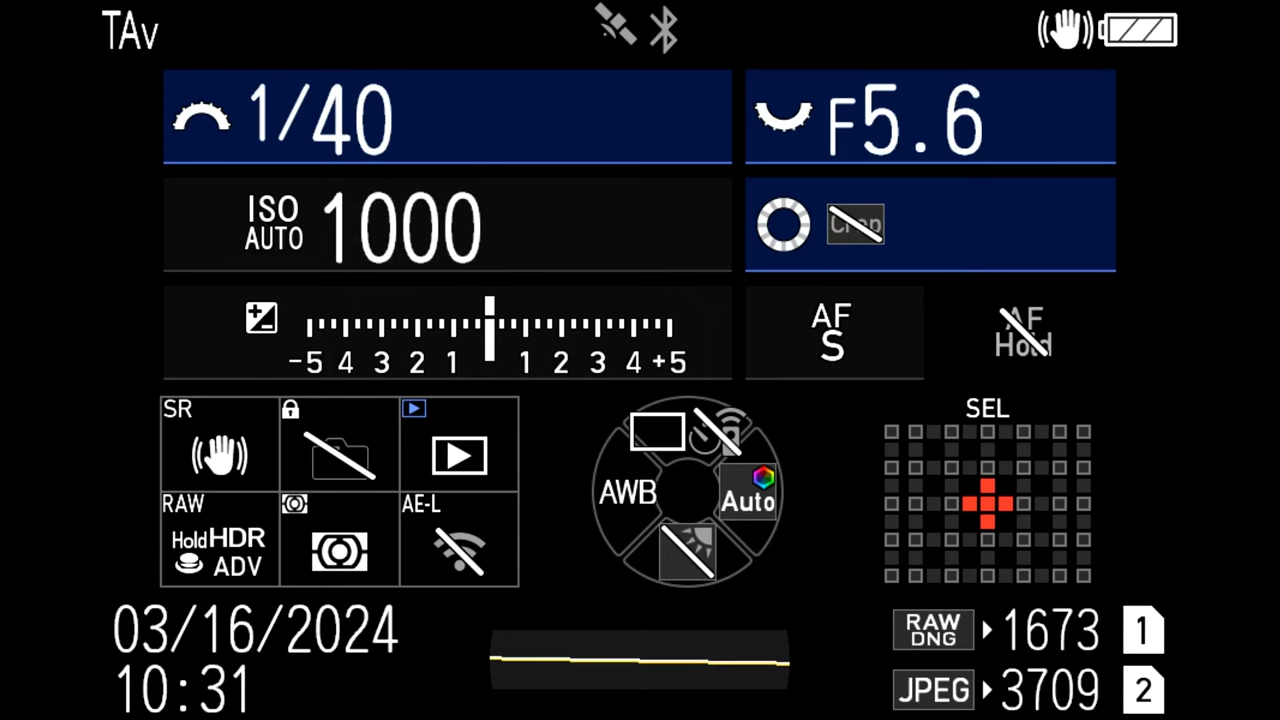 TAv
1/40
F5.6
ISO
AUTO
1000
Crop
-5 4 3 2 1 1 2 3 4 +5
AF
S
AF
Hold
SR
RAW
Hold HDR
ADV
AE-L
AWB
Auto
SEL
03/16/2024
10:31
RAW
DNG
1673
1
JPEG
3709
2